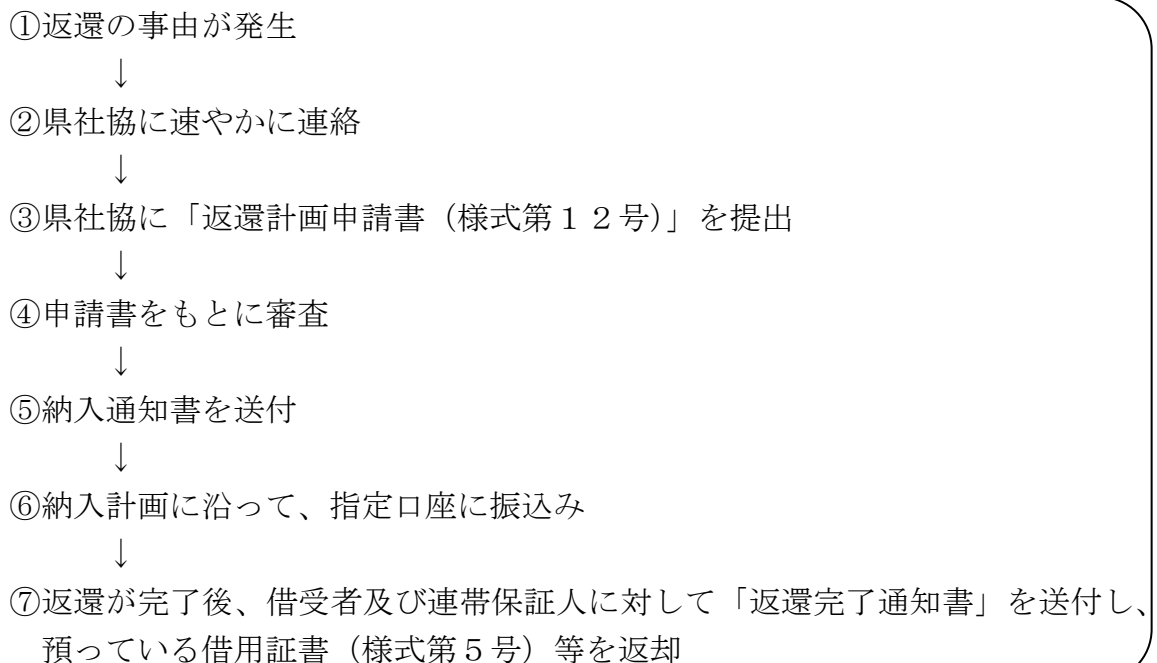 ①返還の事由が発生
↓
②県社協に速やかに連絡
↓
③県社協に「返還計画申請書（様式第１２号）」を提出
↓
④申請書をもとに審査
↓
⑤納入通知書を送付
↓
⑥納入計画に沿って、指定口座に振込み
↓
⑦返還が完了後、借受者及び連帯保証人に対して「返還完了通知書」を送付し、
預っている借用証書（様式第５号）等を返却